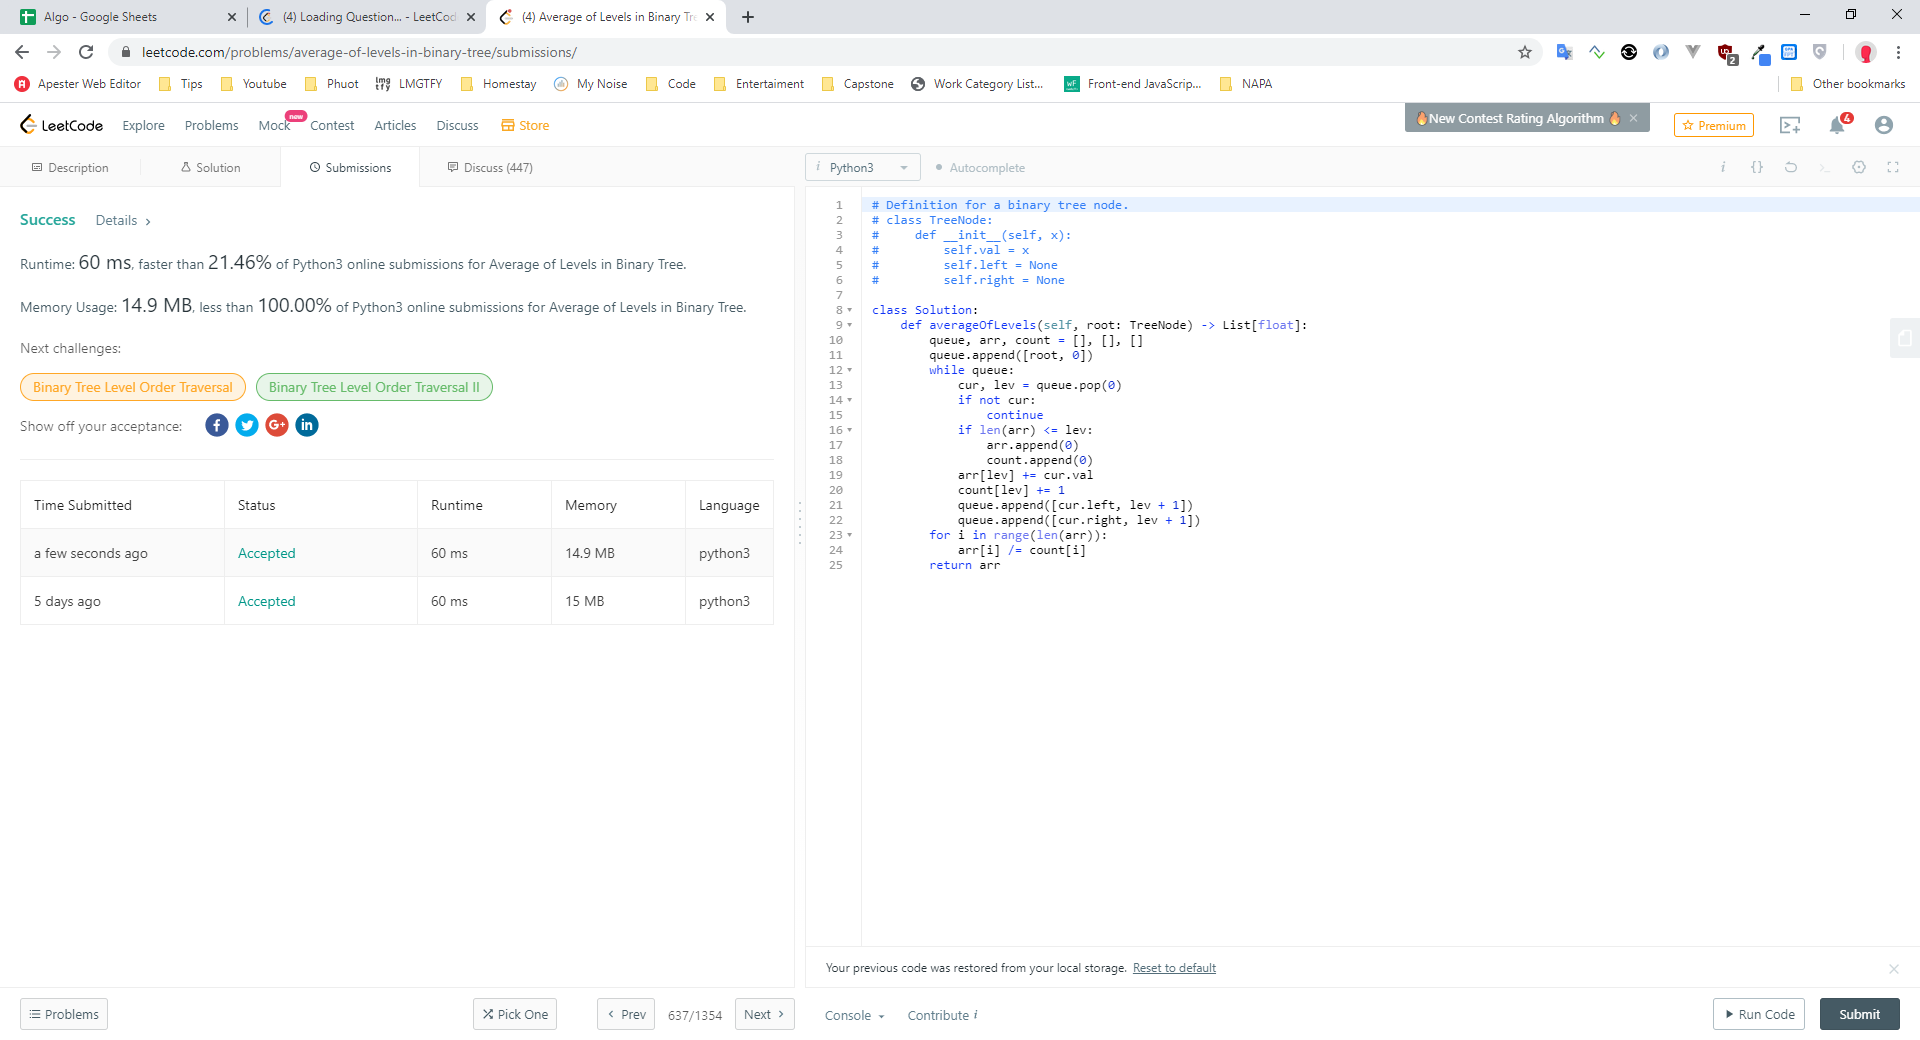 Algo - Google Sheets
(4) Loading Question... - LeetCod
(4) Average of Levels in Binary Tre
leetcode.com/problems/average-of-levels-in-binary-tree/submissions/
2
Apester Web Editor
Tips
Youtube
Phuot
LMGTFY
Homestay
My Noise
Code
Entertaiment
Capstone
Work Category List...
Front-end JavaScrip...
NAPA
Other bookmarks
LeetCode
Explore
Problems
Mock
new
Contest
Articles
Discuss
Store
New Contest Rating Algorithm
Premium
4
Description
Solution
Submissions
Discuss (447)
i Python3
Autocomplete
i {}
Success
Details
Runtime: 60 ms, faster than 21.46% of Python3 online submissions for Average of Levels in Binary Tree.
Memory Usage: 14.9 MB, less than 100.00% of Python3 online submissions for Average of Levels in Binary Tree.
Next challenges:
Binary Tree Level Order Traversal
Binary Tree Level Order Traversal II
Show off your acceptance:
f
G+
in
Time Submitted Status Runtime Memory Language
a few seconds ago Accepted 60 ms 14.9 MB python3
5 days ago Accepted 60 ms 15 MB python3
1 # Definition for a binary tree node.
2 # class TreeNode:
3 #     def __init__(self, x):
4 #         self.val = x
5 #         self.left = None
6 #         self.right = None
7
8 class Solution:
9     def averageOfLevels(self, root: TreeNode) -> List[float]:
10         queue, arr, count = [], [], []
11         queue.append([root, 0])
12         while queue:
13             cur, lev = queue.pop(0)
14             if not cur:
15                 continue
16             if len(arr) <= lev:
17                 arr.append(0)
18                 count.append(0)
19             arr[lev] += cur.val
20             count[lev] += 1
21             queue.append([cur.left, lev + 1])
22             queue.append([cur.right, lev + 1])
23         for i in range(len(arr)):
24             arr[i] /= count[i]
25         return arr
Your previous code was restored from your local storage. Reset to default
Problems
Pick One
Prev
637/1354
Next
Console
Contribute i
Run Code
Submit